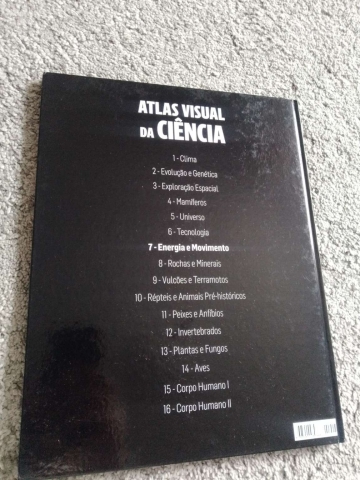 ATLAS VISUAL
DA CIÊNCIA
1 - Clima
2 - Evolução e Genética
3 - Exploração Espacial
4 - Mamíferos
5 - Universo
6 - Tecnologia
7 - Energia e Movimento
8 - Rochas e Minerais
9 - Vulcões e Terramotos
10 - Répteis e Animais Pré-históricos
11 - Peixes e Anfíbios
12 - Invertebrados
13 - Plantas e Fungos
14 - Aves
15 - Corpo Humano I
16 - Corpo Humano II